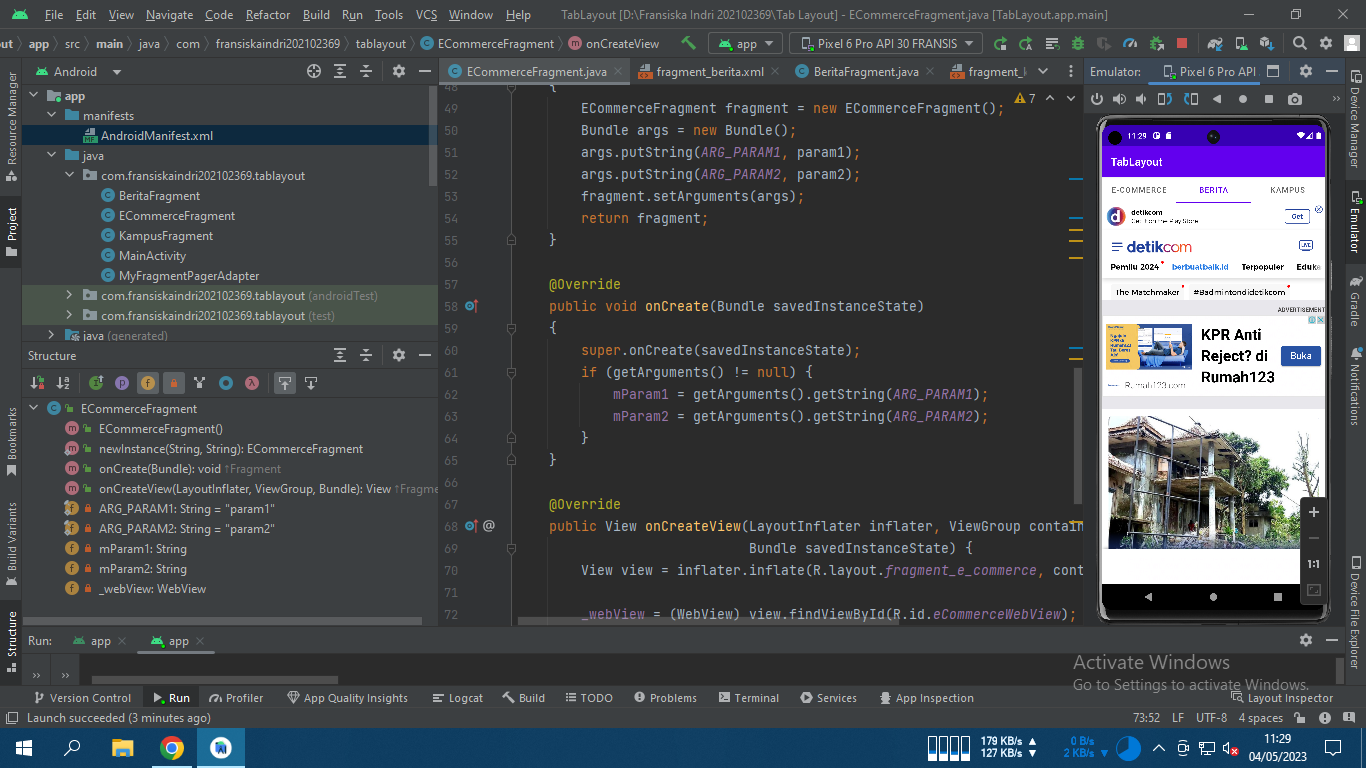 File Edit View Navigate Code Refactor Build Run Tools VCS Window Help TabLayout [D:\Fransiska Indri 202102369\Tab Layout] - ECommerceFragment.java [TabLayout.app.main]
out app src main java com fransiskaindri202102369 tablayout ECommerceFragment onCreateView app Pixel 6 Pro API 30 FRANSIS
Android
ECommerceFragment.java fragment_berita.xml BeritaFragment.java fragment_k
Emulator: Pixel 6 Pro API
Resource Manager
Project
Bookmarks
Build Variants
Structure
app
manifests
AndroidManifest.xml
java
com.fransiskaindri202102369.tablayout
BeritaFragment
ECommerceFragment
KampusFragment
MainActivity
MyFragmentPagerAdapter
com.fransiskaindri202102369.tablayout (androidTest)
com.fransiskaindri202102369.tablayout (test)
java (generated)
Structure
ECommerceFragment
ECommerceFragment()
newInstance(String, String): ECommerceFragment
onCreate(Bundle): void ↑Fragment
onCreateView(LayoutInflater, ViewGroup, Bundle): View ↑Fragme
ARG_PARAM1: String = "param1"
ARG_PARAM2: String = "param2"
mParam1: String
mParam2: String
_webView: WebView
7
48 {
49 ECommerceFragment fragment = new ECommerceFragment();
50 Bundle args = new Bundle();
51 args.putString(ARG_PARAM1, param1);
52 args.putString(ARG_PARAM2, param2);
53 fragment.setArguments(args);
54 return fragment;
55 }
56
57 @Override
58 public void onCreate(Bundle savedInstanceState)
59 {
60 super.onCreate(savedInstanceState);
61 if (getArguments() != null) {
62 mParam1 = getArguments().getString(ARG_PARAM1);
63 mParam2 = getArguments().getString(ARG_PARAM2);
64 }
65 }
66
67 @Override
68 @ public View onCreateView(LayoutInflater inflater, ViewGroup contain
69 Bundle savedInstanceState) {
70 View view = inflater.inflate(R.layout.fragment_e_commerce, cont
71
72 _webView = (WebView) view.findViewById(R.id.eCommerceWebView);
11:29
TabLayout
E-COMMERCE BERITA KAMPUS
detikcom
Get it on the Play Store
Get
detikcom
LIVE
Pemilu 2024 berbuatbaik.id Terpopuler Eduka
The Matchmaker #Badmintondidetikcom
ADVERTISEMENT
KPR Anti
Reject? di
Rumah123
Buka
Rumah123.com
1:1
Device Manager
Emulator
Gradle
Notifications
Device File Explorer
Run: app app
Activate Windows
Go to Settings to activate Windows.
Version Control Run Profiler App Quality Insights Logcat Build TODO Problems Terminal Services App Inspection Layout Inspector
Launch succeeded (3 minutes ago) 73:52 LF UTF-8 4 spaces
179 KB/s
127 KB/s
0 B/s
2 KB/s
11:29
04/05/2023